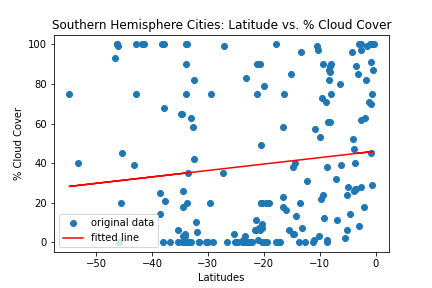 Southern Hemisphere Cities: Latitude vs. % Cloud Cover
% Cloud Cover
100
80
60
40
20
0
original data
fitted line
−50
−40
−30
−20
−10
0
Latitudes